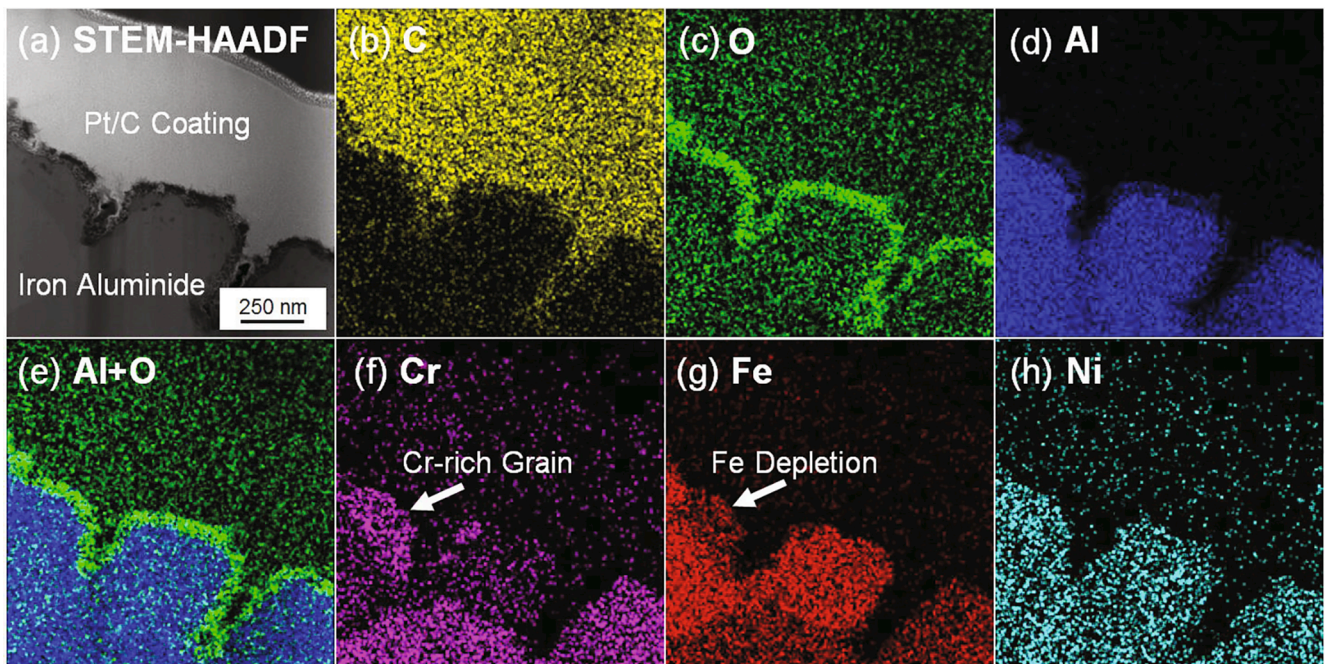 (a) STEM-HAADF
Pt/C Coating
Iron Aluminide
250 nm
(b) C
(c) O
(d) Al
(e) Al+O
(f) Cr
Cr-rich Grain
(g) Fe
Fe Depletion
(h) Ni